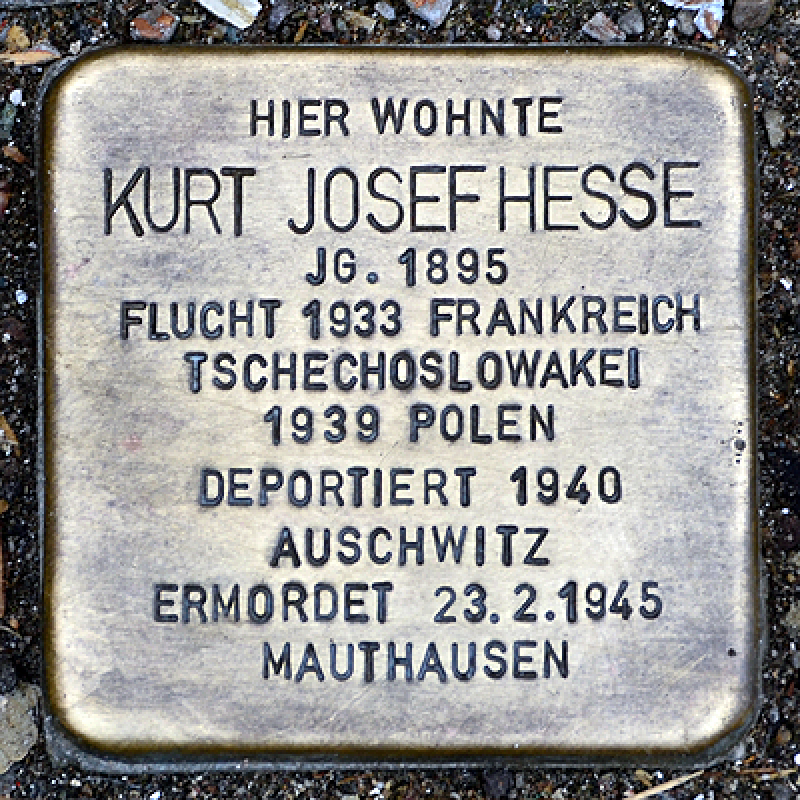 HIER WOHNTE
KURT JOSEF HESSE
JG. 1895
FLUCHT 1933 FRANKREICH
TSCHECHOSLOWAKEI
1939 POLEN
DEPORTIERT 1940
AUSCHWITZ
ERMORDET 23.2.1945
MAUTHAUSEN